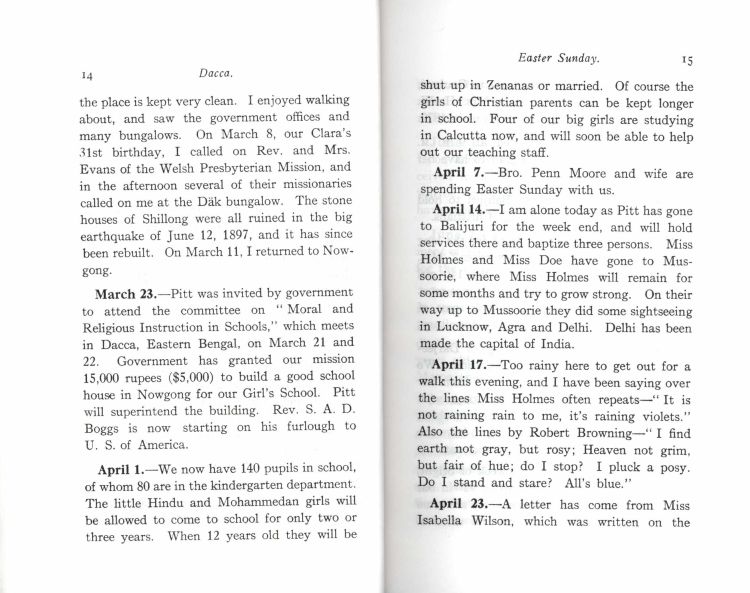 14 Dacca.
the place is kept very clean. I enjoyed walking
about, and saw the government offices and
many bungalows. On March 8, our Clara's
31st birthday, I called on Rev. and Mrs.
Evans of the Welsh Presbyterian Mission, and
in the afternoon several of their missionaries
called on me at the Däk bungalow. The stone
houses of Shillong were all ruined in the big
earthquake of June 12, 1897, and it has since
been rebuilt. On March 11, I returned to Now-
gong.
March 23.—Pitt was invited by government
to attend the committee on "Moral and
Religious Instruction in Schools," which meets
in Dacca, Eastern Bengal, on March 21 and
22. Government has granted our mission
15,000 rupees ($5,000) to build a good school
house in Nowgong for our Girl's School. Pitt
will superintend the building. Rev. S. A. D.
Boggs is now starting on his furlough to
U. S. of America.
April 1.—We now have 140 pupils in school,
of whom 80 are in the kindergarten department.
The little Hindu and Mohammedan girls will
be allowed to come to school for only two or
three years. When 12 years old they will be
Easter Sunday. 15
shut up in Zenanas or married. Of course the
girls of Christian parents can be kept longer
in school. Four of our big girls are studying
in Calcutta now, and will soon be able to help
out our teaching staff.
April 7.—Bro. Penn Moore and wife are
spending Easter Sunday with us.
April 14.—I am alone today as Pitt has gone
to Balijuri for the week end, and will hold
services there and baptize three persons. Miss
Holmes and Miss Doe have gone to Mus-
soorie, where Miss Holmes will remain for
some months and try to grow strong. On their
way up to Mussoorie they did some sightseeing
in Lucknow, Agra and Delhi. Delhi has been
made the capital of India.
April 17.—Too rainy here to get out for a
walk this evening, and I have been saying over
the lines Miss Holmes often repeats—"It is
not raining rain to me, it's raining violets."
Also the lines by Robert Browning—"I find
earth not gray, but rosy; Heaven not grim,
but fair of hue; do I stop? I pluck a posy.
Do I stand and stare? All's blue."
April 23.—A letter has come from Miss
Isabella Wilson, which was written on the